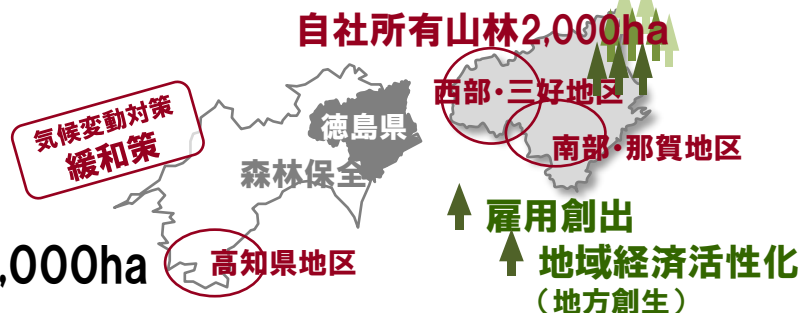 自社所有山林2,000ha
西部・三好地区
徳島県
気候変動対策
緩和策
南部・那賀地区
森林保全
雇用創出
,000ha
高知県地区
地域経済活性化
（地方創生）